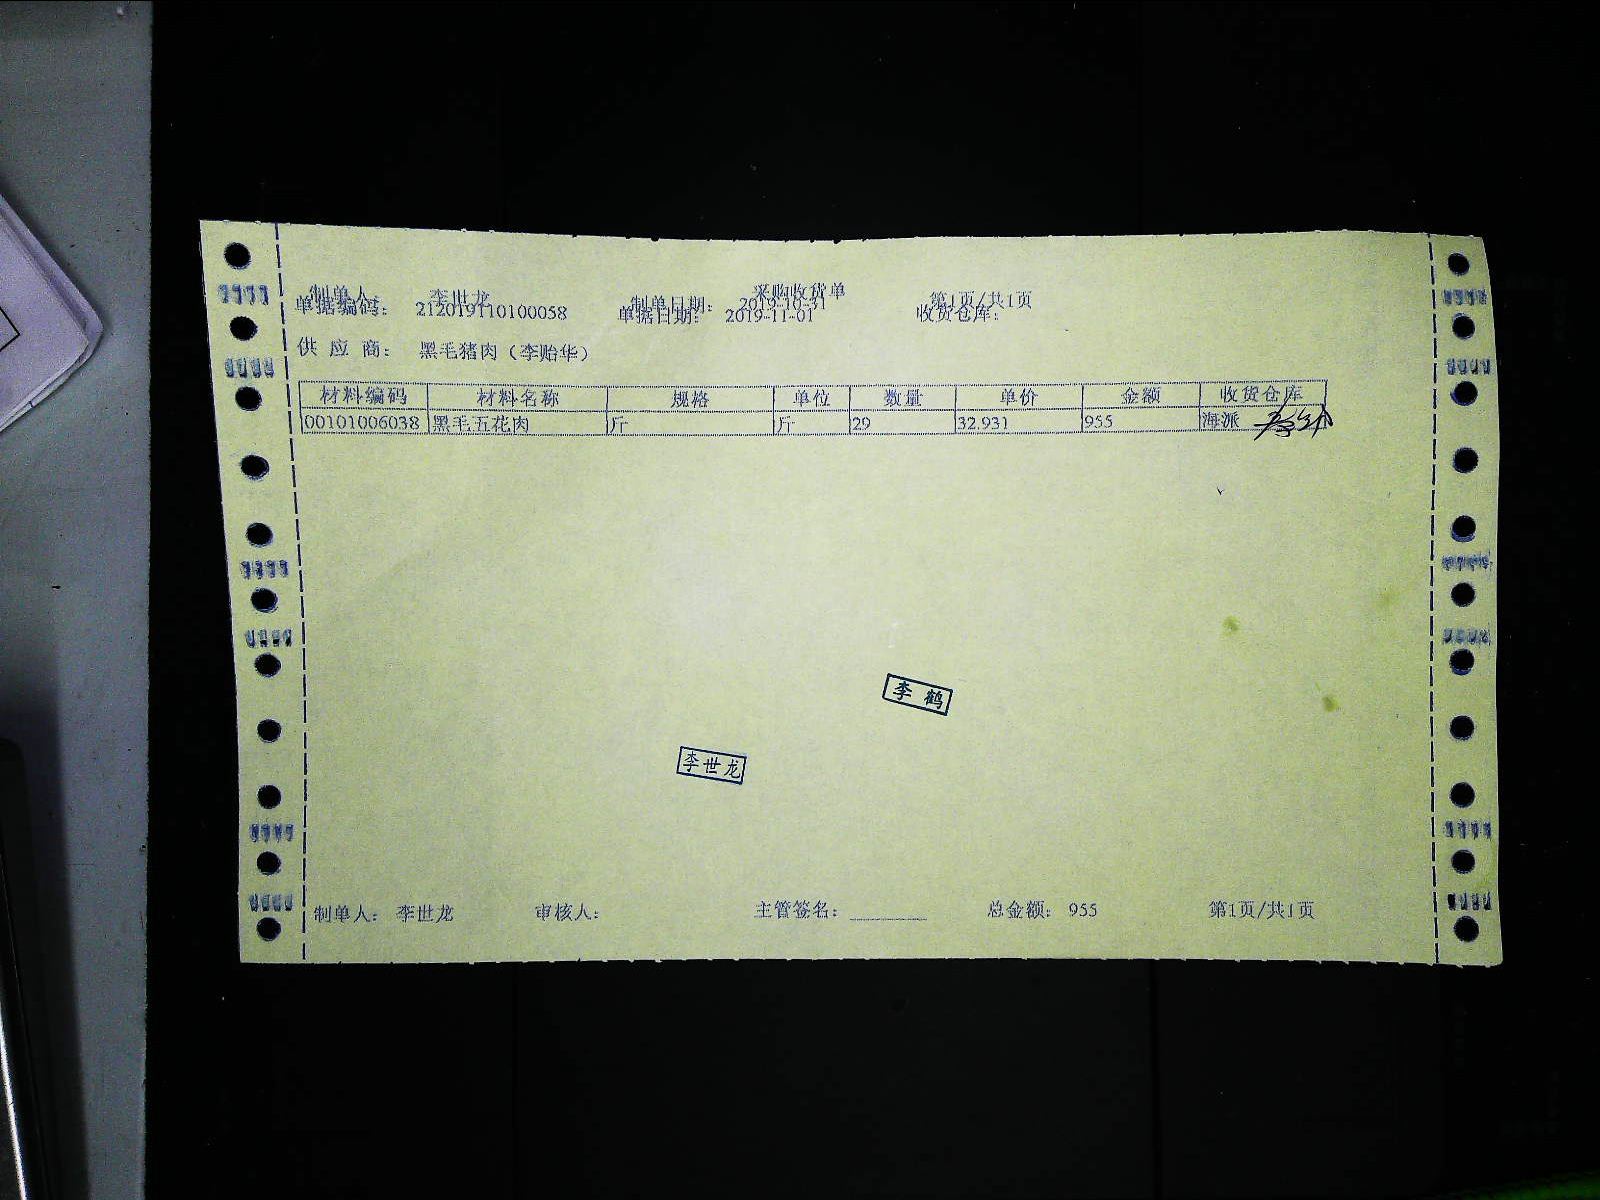 采购收货单
制单人： 李世龙 制单日期： 2019-10-31 第1页/共1页
单据编码： 212019110100058 单据日期： 2019-11-01 收货仓库：
供 应 商： 黑毛猪肉（李贻华）
材料编码 材料名称 规格 单位 数量 单价 金额 收货仓库
00101006038 黑毛五花肉 斤 斤 29 32.931 955 海派
李 鹤
李世龙
制单人： 李世龙 审核人： 主管签名：________ 总金额： 955 第1页/共1页